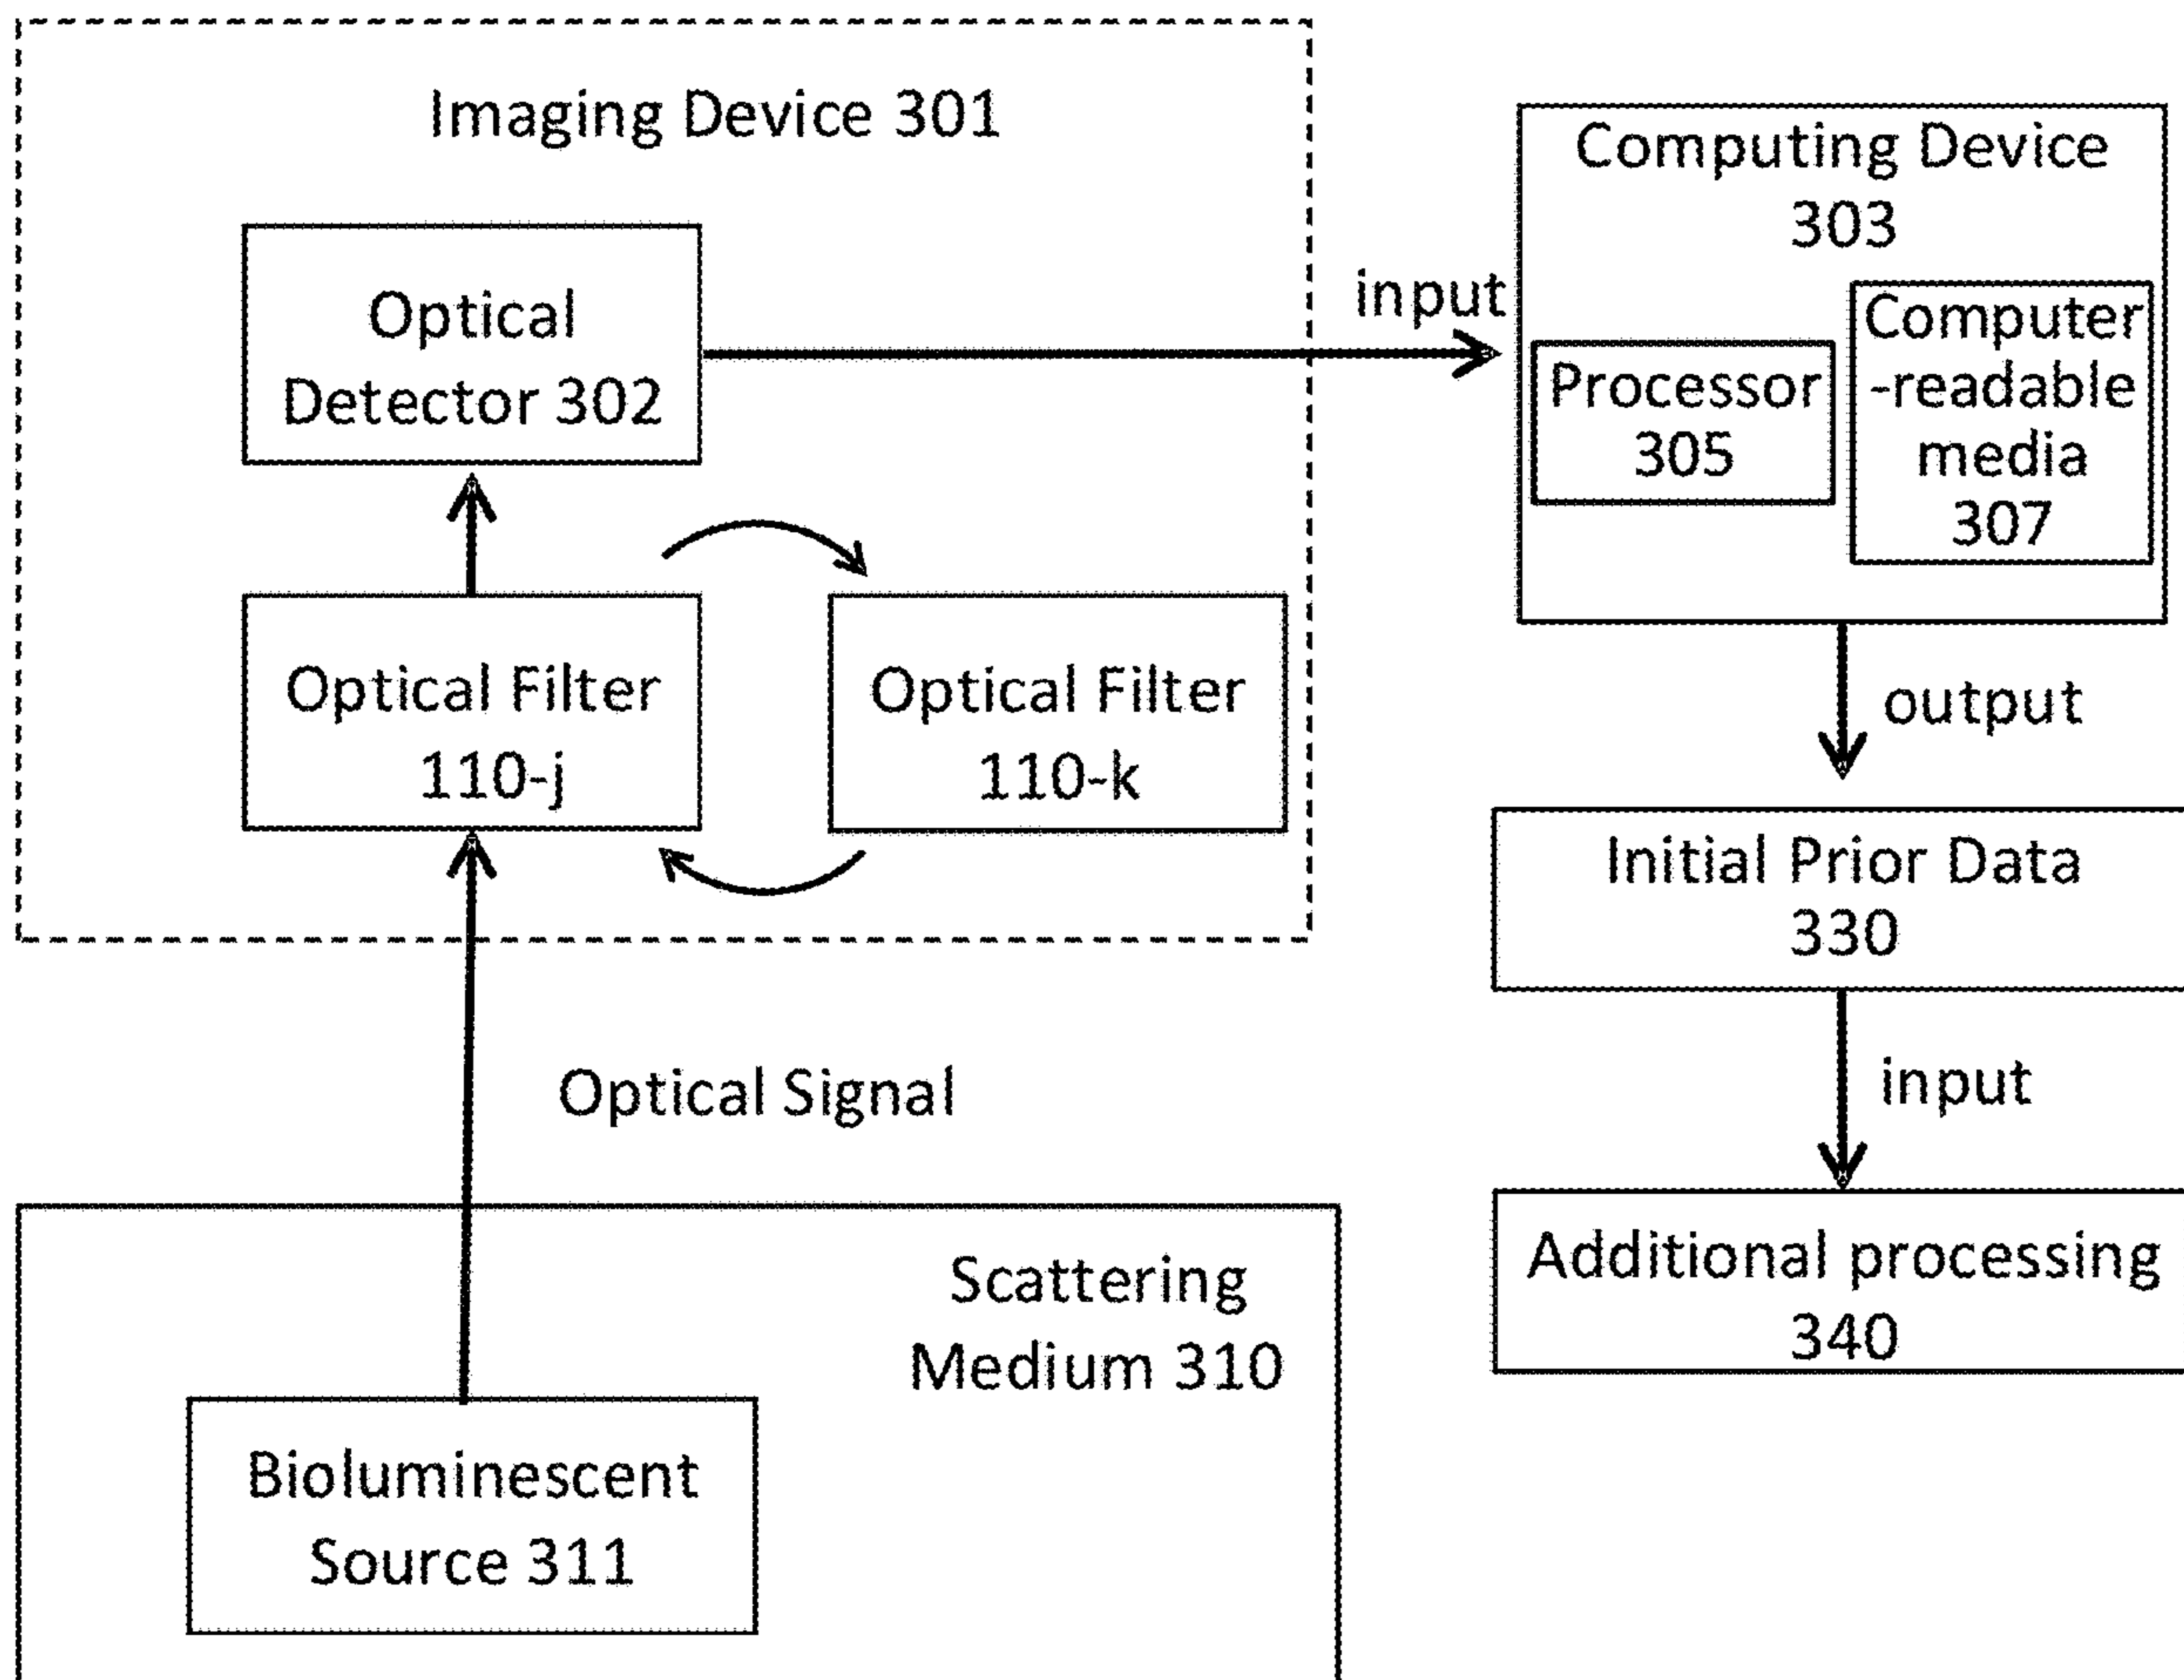 Imaging Device 301
Optical
Detector 302
Optical Filter
110-j
Optical Filter
110-k
Optical Signal
Scattering
Medium 310
Bioluminescent
Source 311
input
Computing Device
303
Processor
305
Computer
-readable
media
307
output
Initial Prior Data
330
input
Additional processing
340